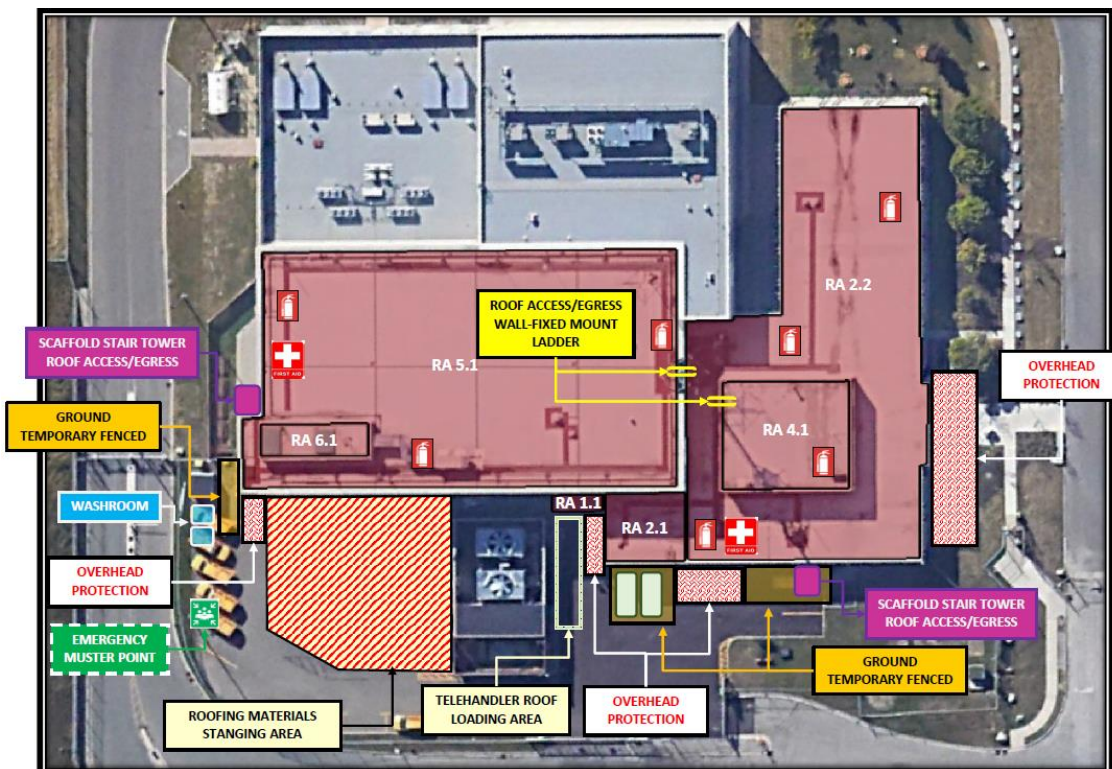 RA 2.2
ROOF ACCESS/EGRESS
WALL-FIXED MOUNT
LADDER
SCAFFOLD STAIR TOWER
ROOF ACCESS/EGRESS
FIRST AID
RA 5.1
OVERHEAD
PROTECTION
GROUND
TEMPORARY FENCED
RA 6.1
RA 4.1
WASHROOM
RA 1.1
RA 2.1
FIRST AID
OVERHEAD
PROTECTION
SCAFFOLD STAIR TOWER
ROOF ACCESS/EGRESS
EMERGENCY
MUSTER POINT
GROUND
TEMPORARY FENCED
ROOFING MATERIALS
STANGING AREA
TELEHANDLER ROOF
LOADING AREA
OVERHEAD
PROTECTION